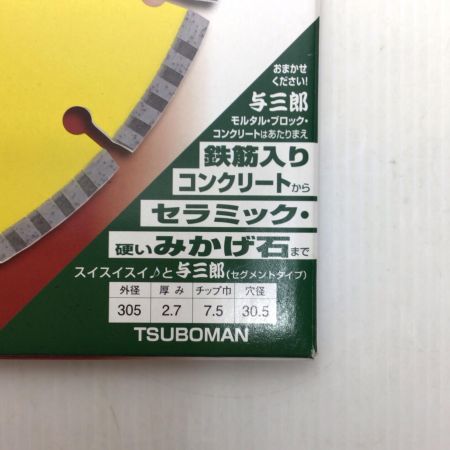 おまかせ
ください!
与三郎
モルタル・ブロック・
コンクリートはあたりまえ
鉄筋入り
コンクリートから
セラミック・
硬いみかげ石まで
スイスイスイ♪と与三郎(セグメントタイプ)
外径 厚み チップ巾 穴径
305 2.7 7.5 30.5
TSUBOMAN